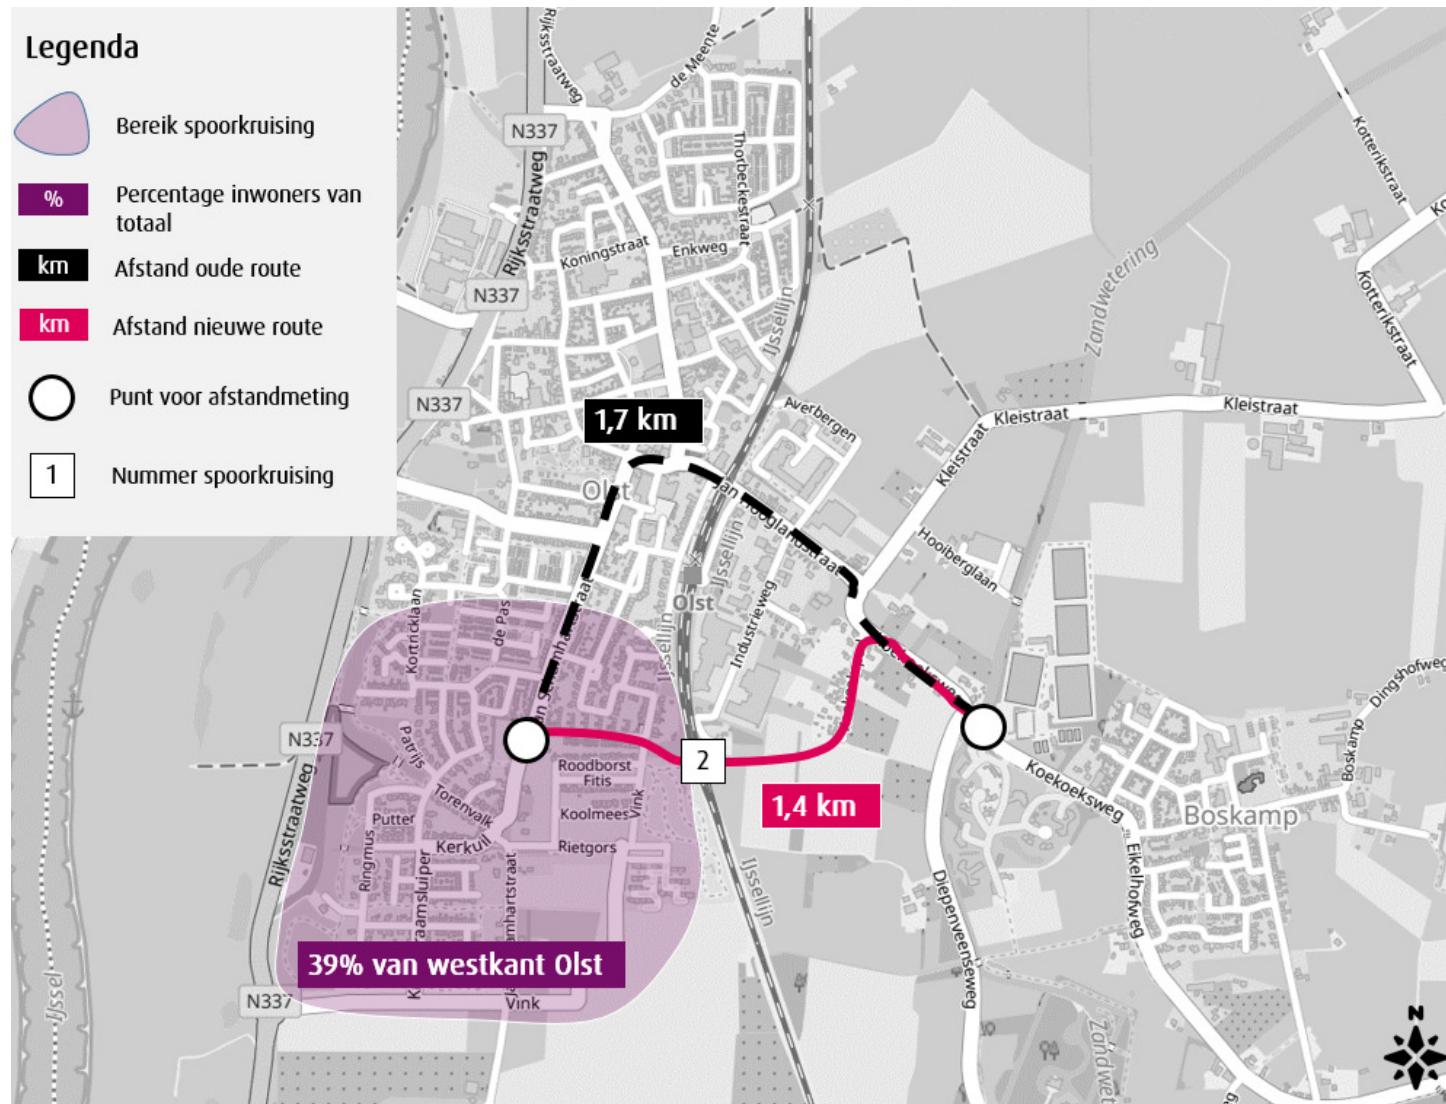 Legenda
Bereik spoorkruising
%
Percentage inwoners van
totaal
km
Afstand oude route
km
Afstand nieuwe route
Punt voor afstandmeting
1
Nummer spoorkruising
Rijksstraatweg
de Meente
N337
Thorbeckestraat
Kotterikstraat
Rijksstraatweg
Koningstraat
Enkweg
N337
IJssellijn
Zandwetering
Kotterikstraat
N337
1,7 km
Averbergen
Kleistraat
Kleistraat
Kleistraat
Olst
Jan Hooglandstraat
IJssellijn
Hooiberglaan
Olst
Industrieweg
Kortricklaan
de Pas
IJssellijn
Dingshofweg
N337
Patrijs
2
Roodborst
Fitis
Boskamp
Koekoeksweg
1,4 km
Torenvalk
Putter
Koolmees
Vink
Boskamp
Kerkuil
Rietgors
Rijksstraatweg
Ringmus
Eikelhofweg
IJssellijn
Diepenveenseweg
39% van westkant Olst
IJssel
N337
Vink
N